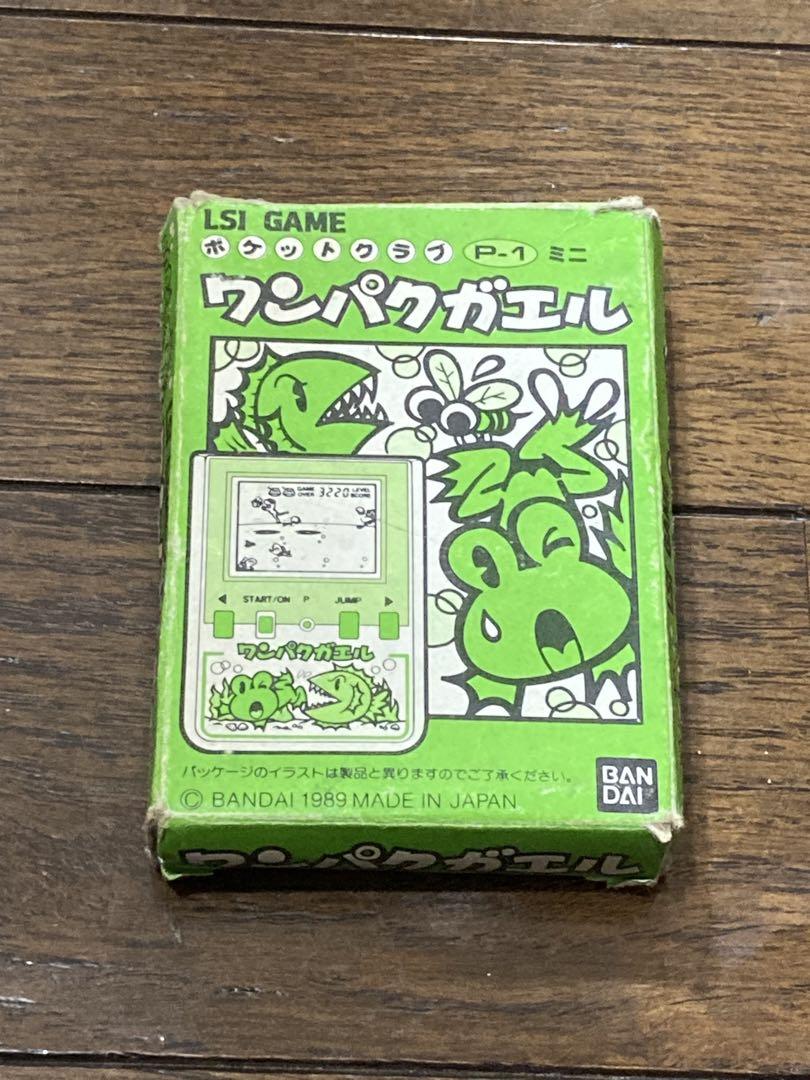 LSI GAME
ポケットクラブ P-1 ミニ
ワンパクガエル
GAME OVER 3220 LEVEL SCORE
◀ START/ON P JUMP ▶
ワンパクガエル
パッケージのイラストは製品と異りますのでご了承ください。
© BANDAI 1989 MADE IN JAPAN
BAN
DAI
ワンパクガエル